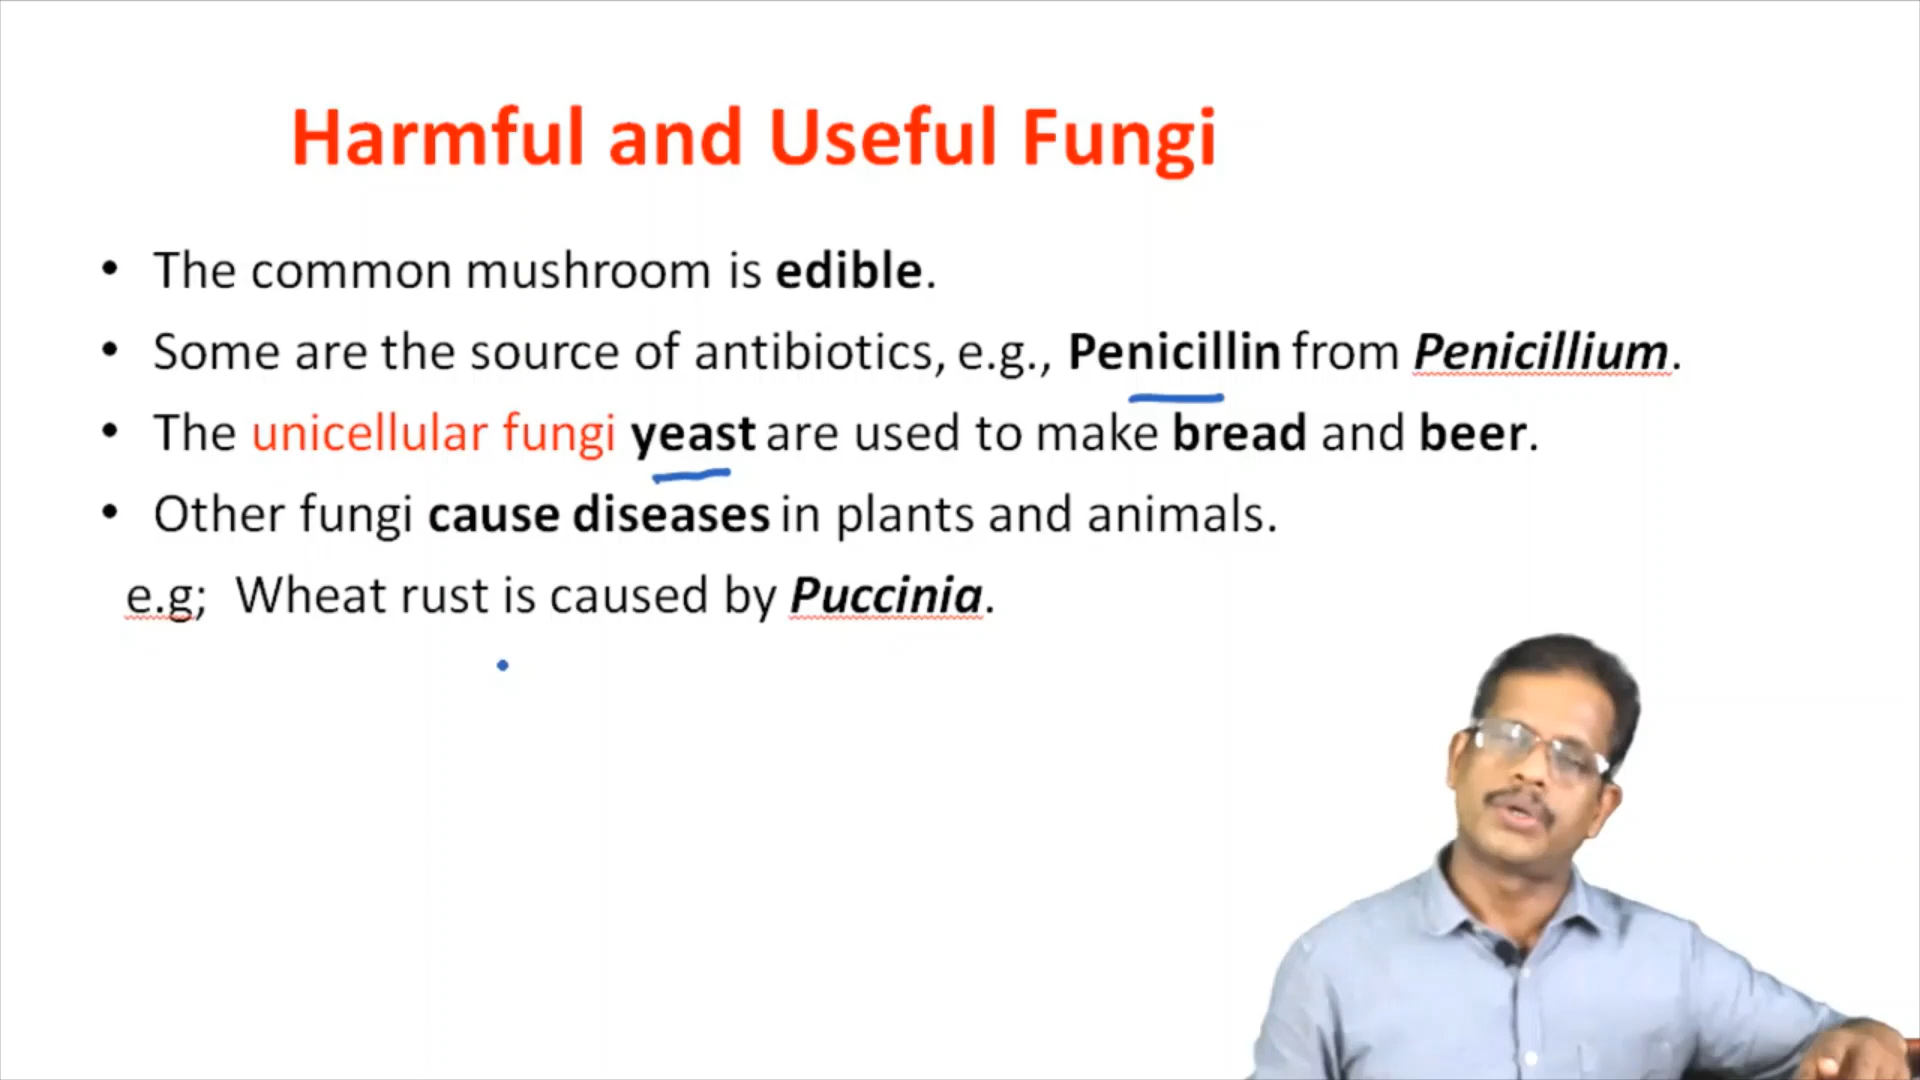 Harmful and Useful Fungi
• The common mushroom is edible.
• Some are the source of antibiotics, e.g., Penicillin from Penicillium.
• The unicellular fungi yeast are used to make bread and beer.
• Other fungi cause diseases in plants and animals.
e.g; Wheat rust is caused by Puccinia.